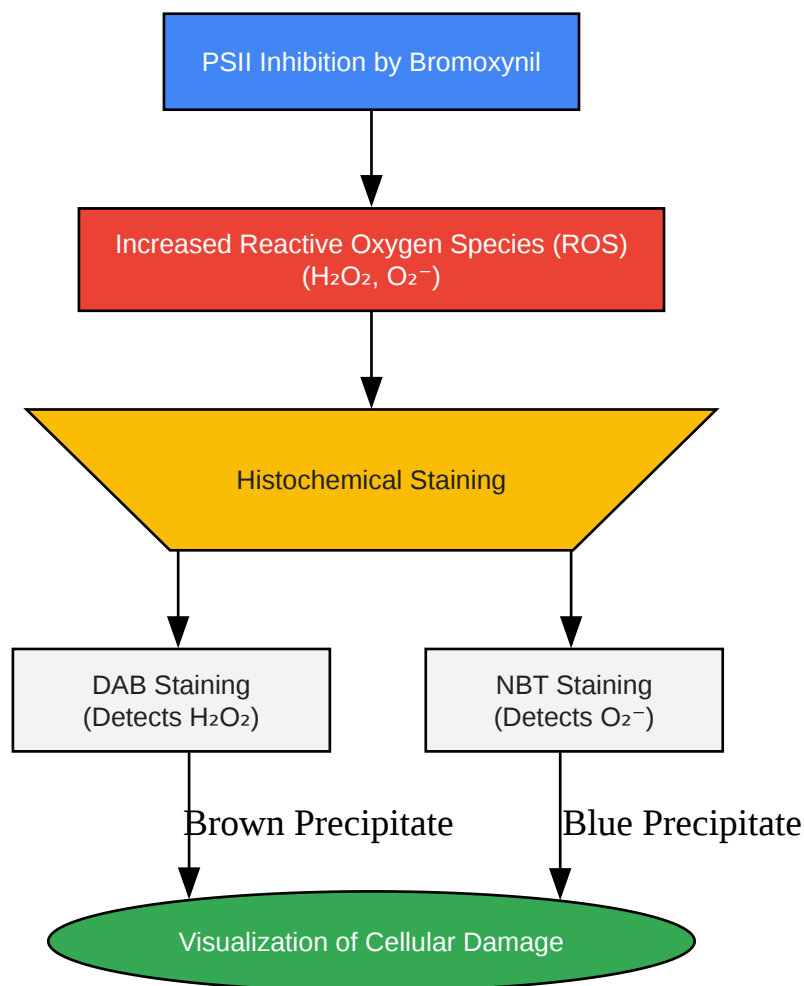 PSII Inhibition by Bromoxynil
Increased Reactive Oxygen Species (ROS)
(H₂O₂, O₂⁻)
Histochemical Staining
DAB Staining
(Detects H₂O₂)
NBT Staining
(Detects O₂⁻)
Brown Precipitate
Blue Precipitate
Visualization of Cellular Damage